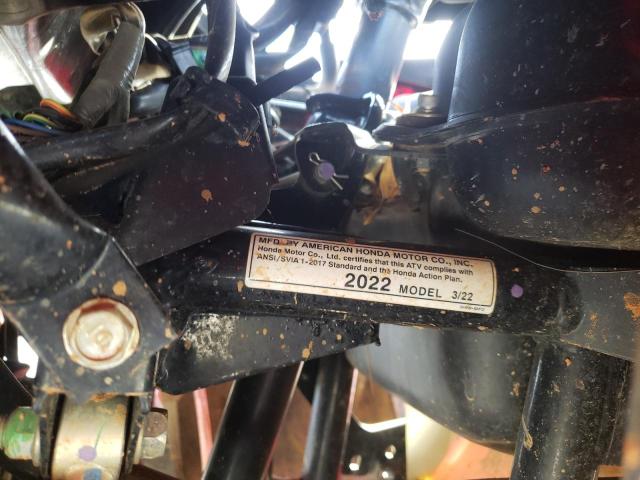 MFD. BY AMERICAN HONDA MOTOR CO., INC.
Honda Motor Co., Ltd. certifies that this ATV complies with
ANSI/SVIA 1-2017 Standard and the Honda Action Plan.
2022 MODEL 3/22